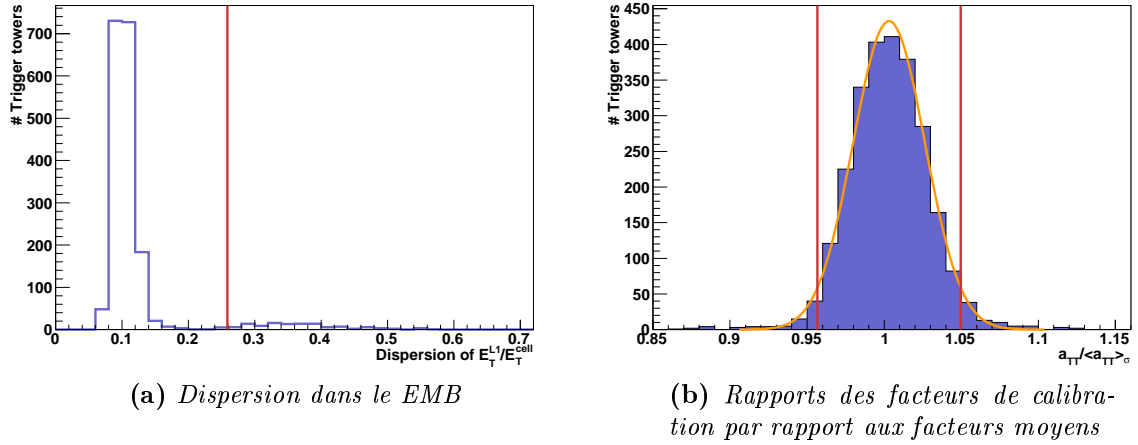 # Trigger towers
700
600
500
400
300
200
100
0
0 0.1 0.2 0.3 0.4 0.5 0.6 0.7
Dispersion of E_T^L1/E_T^cell
(a) Dispersion dans le EMB
# Trigger towers
450
400
350
300
250
200
150
100
50
0
0.85 0.9 0.95 1 1.05 1.1 1.15
a_TT/<a_TT>_σ
(b) Rapports des facteurs de calibra-
tion par rapport aux facteurs moyens